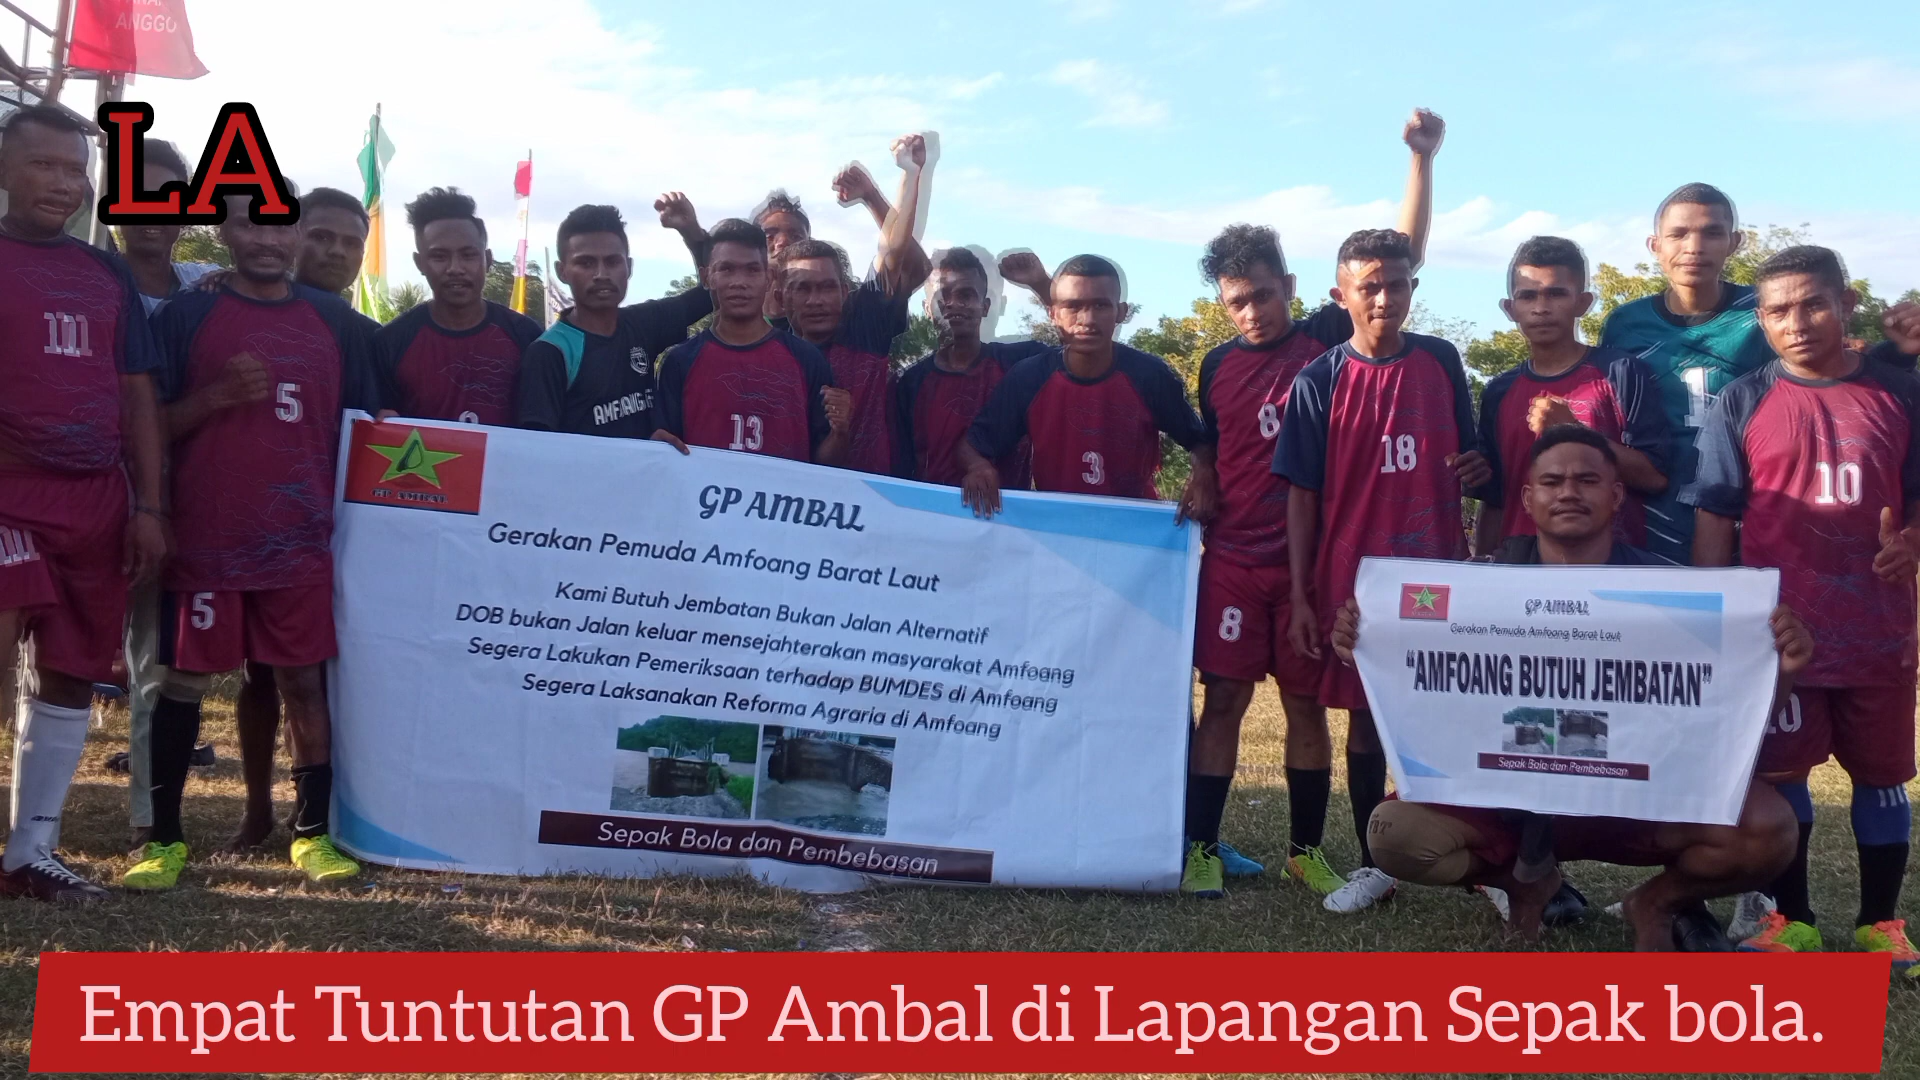 ANGGO
LA
111
5
13
3
8
18
1
10
GP AMBAL
GP AMBAL
Gerakan Pemuda Amfoang Barat Laut
Kami Butuh Jembatan Bukan Jalan Alternatif
DOB bukan Jalan keluar mensejahterakan masyarakat Amfoang
Segera Lakukan Pemeriksaan terhadap BUMDES di Amfoang
Segera Laksanakan Reforma Agraria di Amfoang
Sepak Bola dan Pembebasan
GP AMBAL
Gerakan Pemuda Amfoang Barat Laut
"AMFOANG BUTUH JEMBATAN"
Sepak Bola dan Pembebasan
111
5
8
10
Empat Tuntutan GP Ambal di Lapangan Sepak bola.